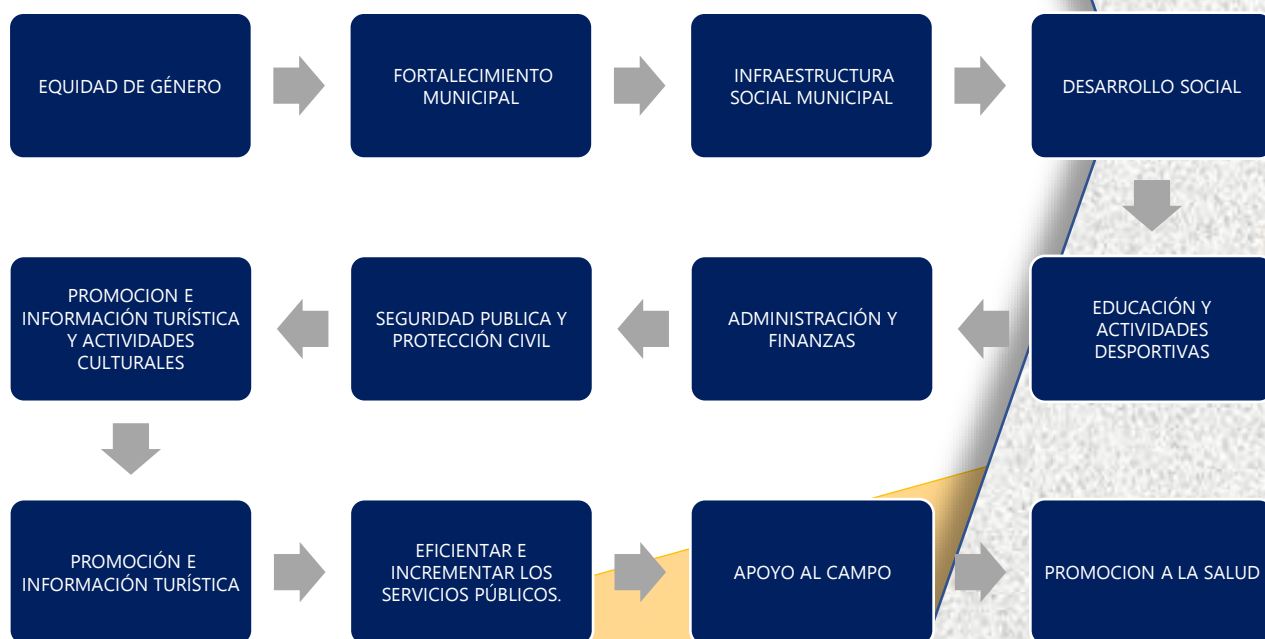 EQUIDAD DE GÉNERO
FORTALECIMIENTO
MUNICIPAL
INFRAESTRUCTURA
SOCIAL MUNICIPAL
DESARROLLO SOCIAL
EDUCACIÓN Y
ACTIVIDADES
DESPORTIVAS
ADMINISTRACIÓN Y
FINANZAS
SEGURIDAD PUBLICA Y
PROTECCIÓN CIVIL
PROMOCION E
INFORMACIÓN TURÍSTICA
Y ACTIVIDADES
CULTURALES
PROMOCIÓN E
INFORMACIÓN TURÍSTICA
EFICIENTAR E
INCREMENTAR LOS
SERVICIOS PÚBLICOS.
APOYO AL CAMPO
PROMOCION A LA SALUD